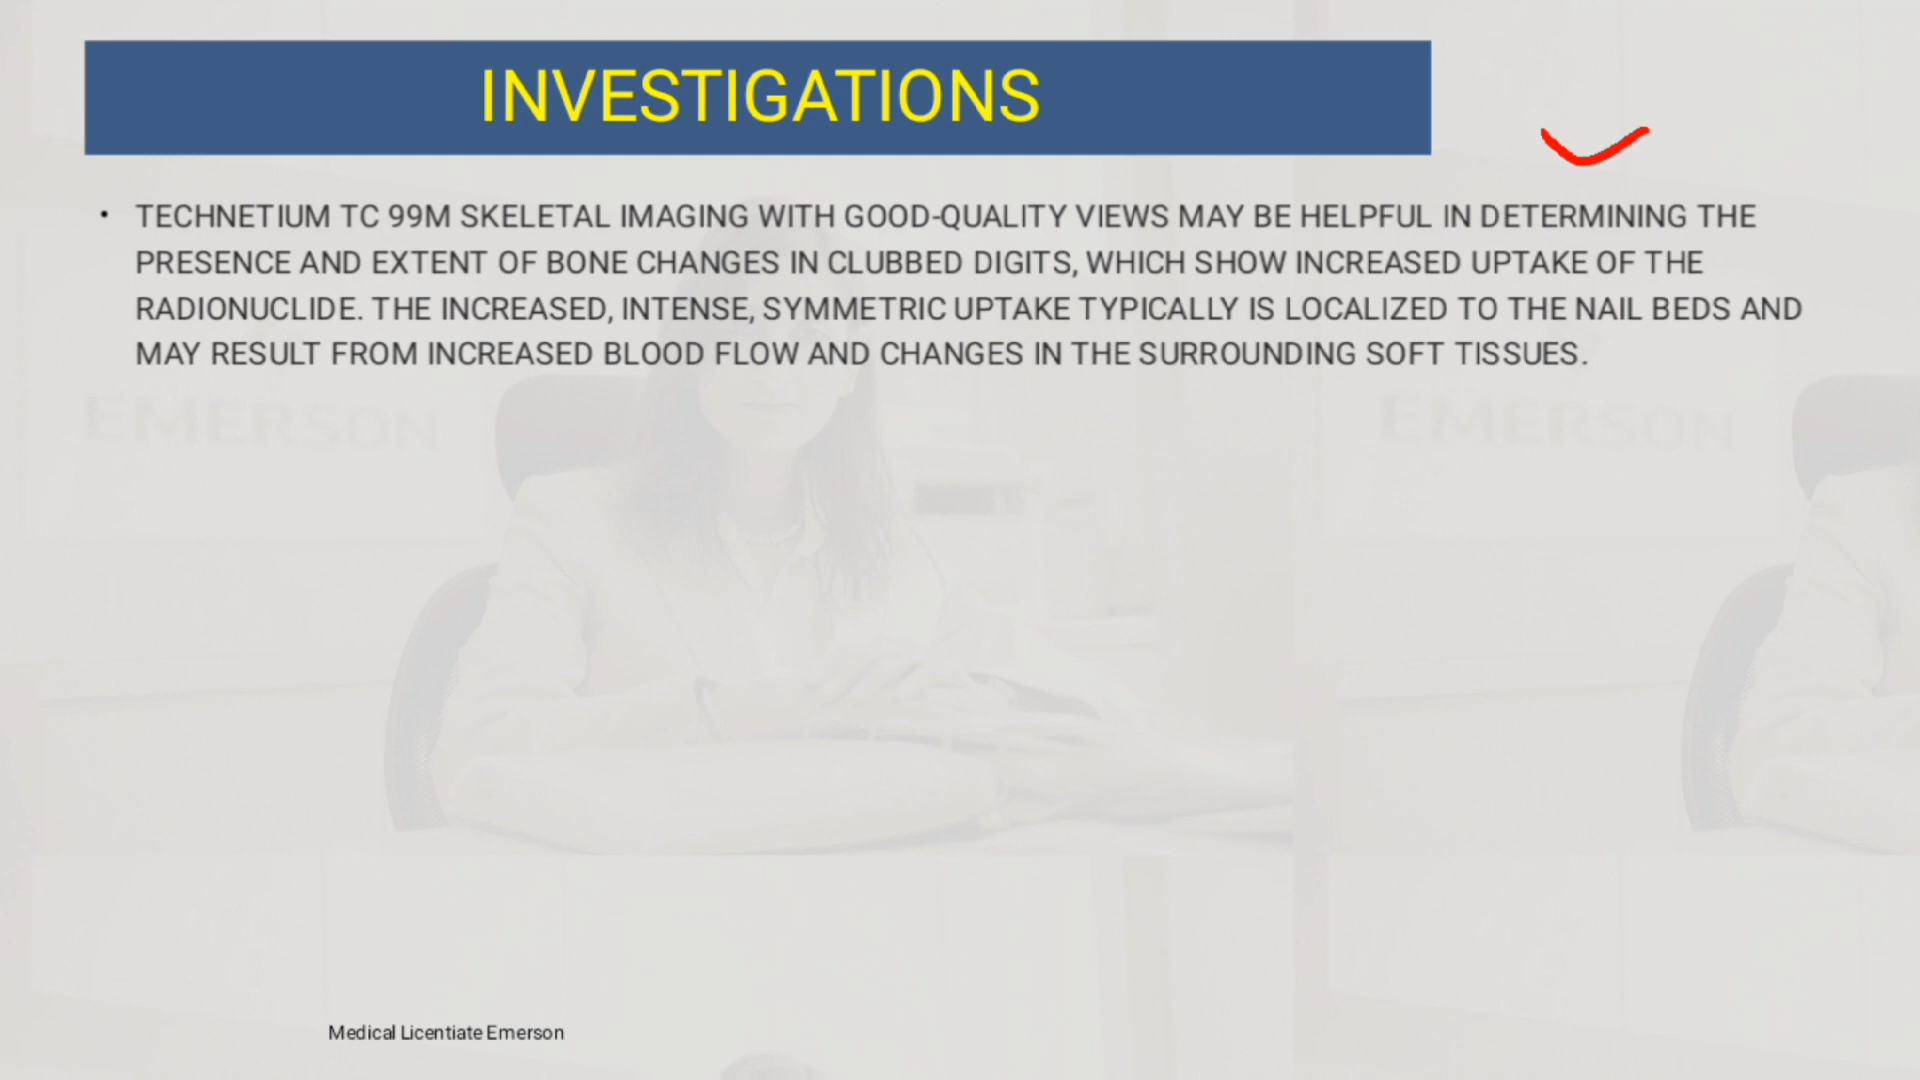 INVESTIGATIONS
• TECHNETIUM TC 99M SKELETAL IMAGING WITH GOOD-QUALITY VIEWS MAY BE HELPFUL IN DETERMINING THE
PRESENCE AND EXTENT OF BONE CHANGES IN CLUBBED DIGITS, WHICH SHOW INCREASED UPTAKE OF THE
RADIONUCLIDE. THE INCREASED, INTENSE, SYMMETRIC UPTAKE TYPICALLY IS LOCALIZED TO THE NAIL BEDS AND
MAY RESULT FROM INCREASED BLOOD FLOW AND CHANGES IN THE SURROUNDING SOFT TISSUES.
EMERSON
EMERSON
Medical Licentiate Emerson